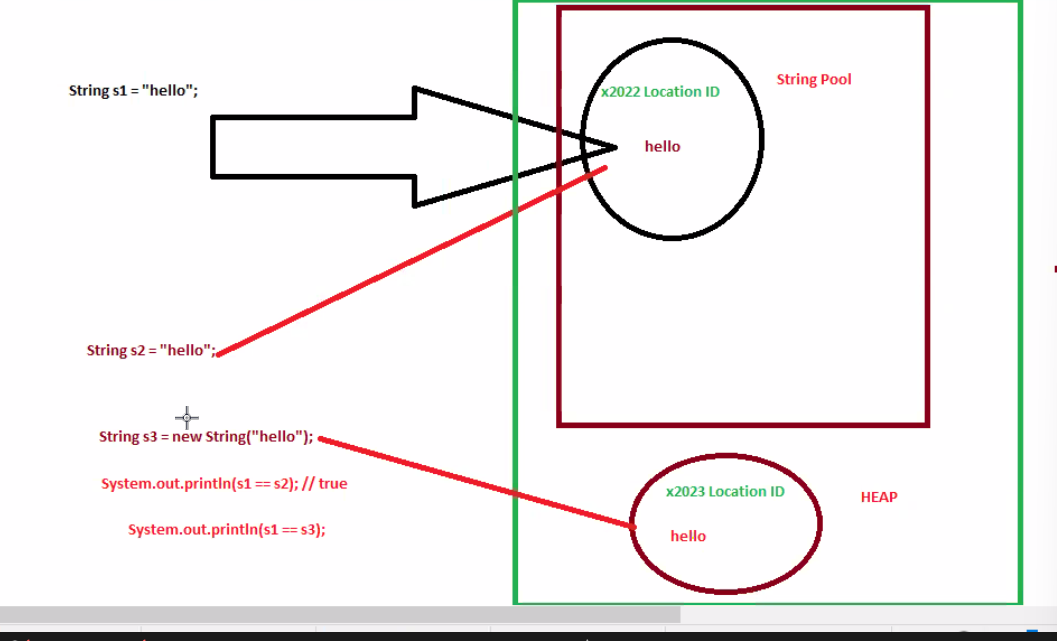 String s1 = "hello";
String Pool
x2022 Location ID
hello
String s2 = "hello";
String s3 = new String("hello");
System.out.println(s1 == s2); // true
System.out.println(s1 == s3);
x2023 Location ID
HEAP
hello